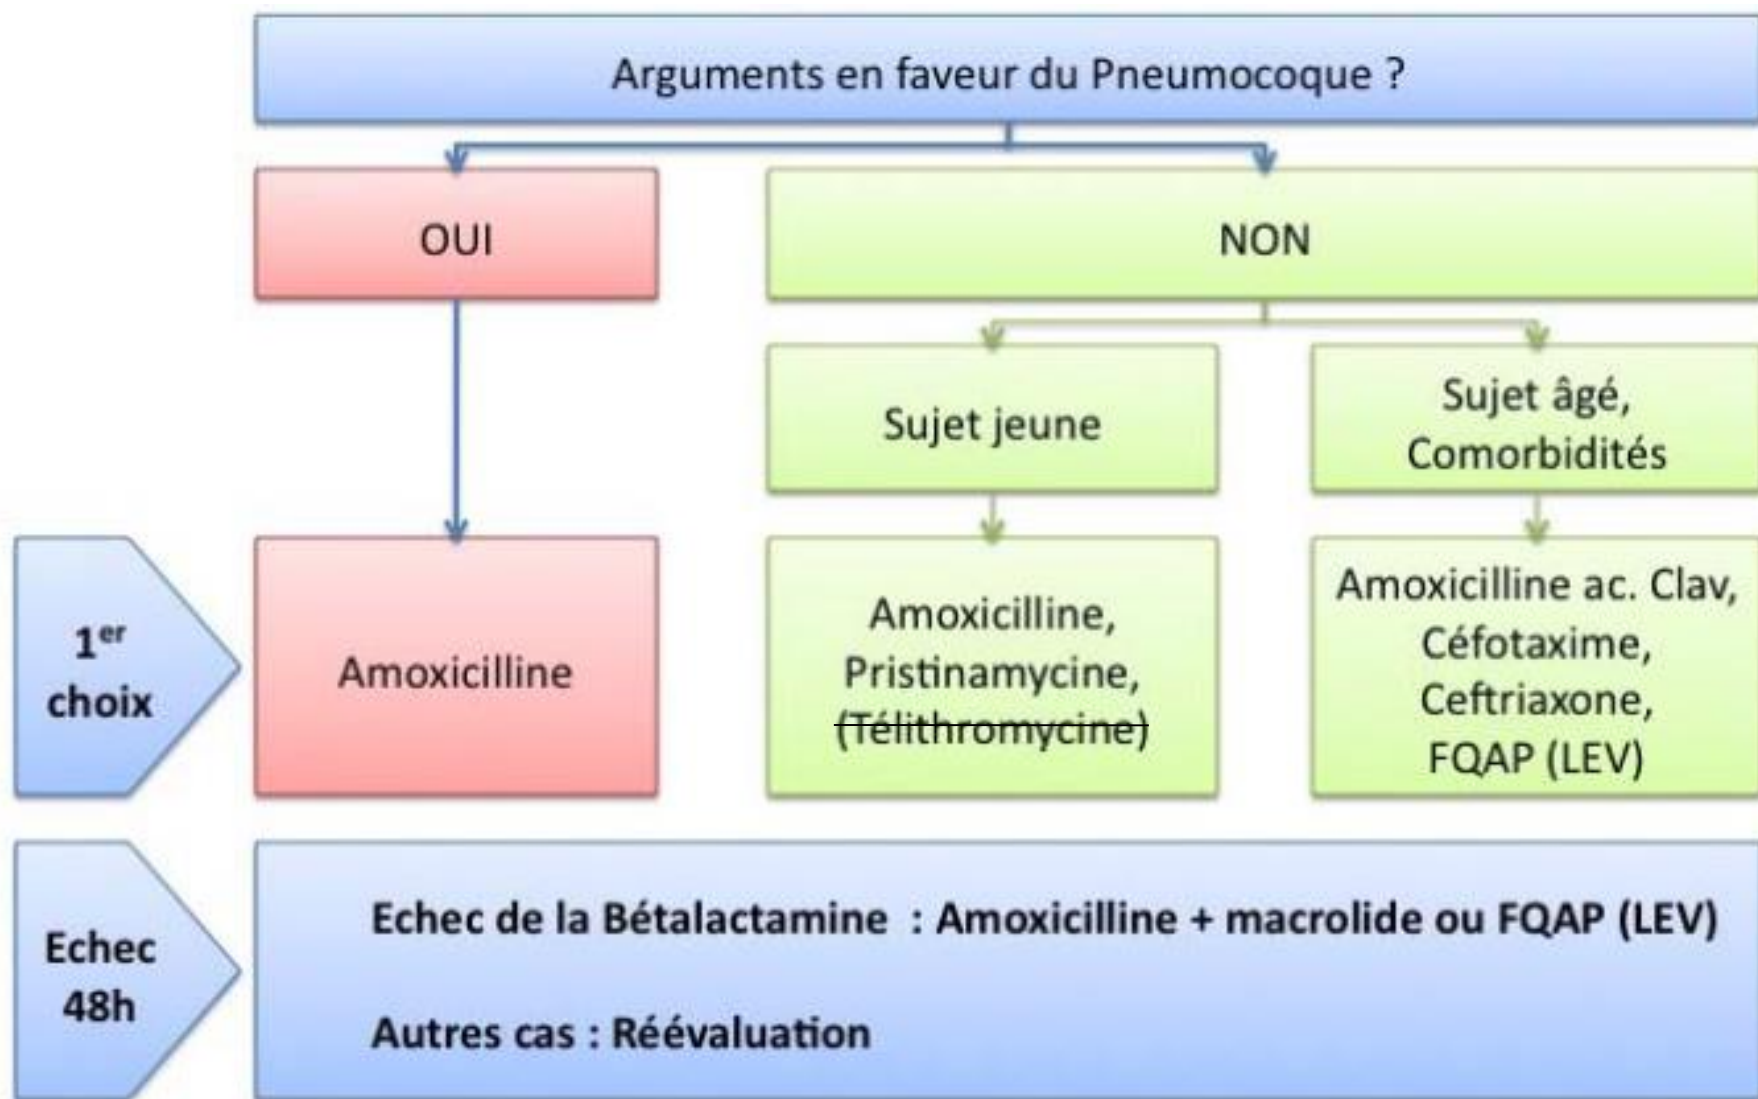 Arguments en faveur du Pneumocoque ?
OUI
NON
Sujet jeune
Sujet âgé,
Comorbidités
1er
choix
Amoxicilline
Amoxicilline,
Pristinamycine,
(Télithromycine)
Amoxicilline ac. Clav,
Céfotaxime,
Ceftriaxone,
FQAP (LEV)
Echec
48h
Echec de la Bétalactamine : Amoxicilline + macrolide ou FQAP (LEV)
Autres cas : Réévaluation